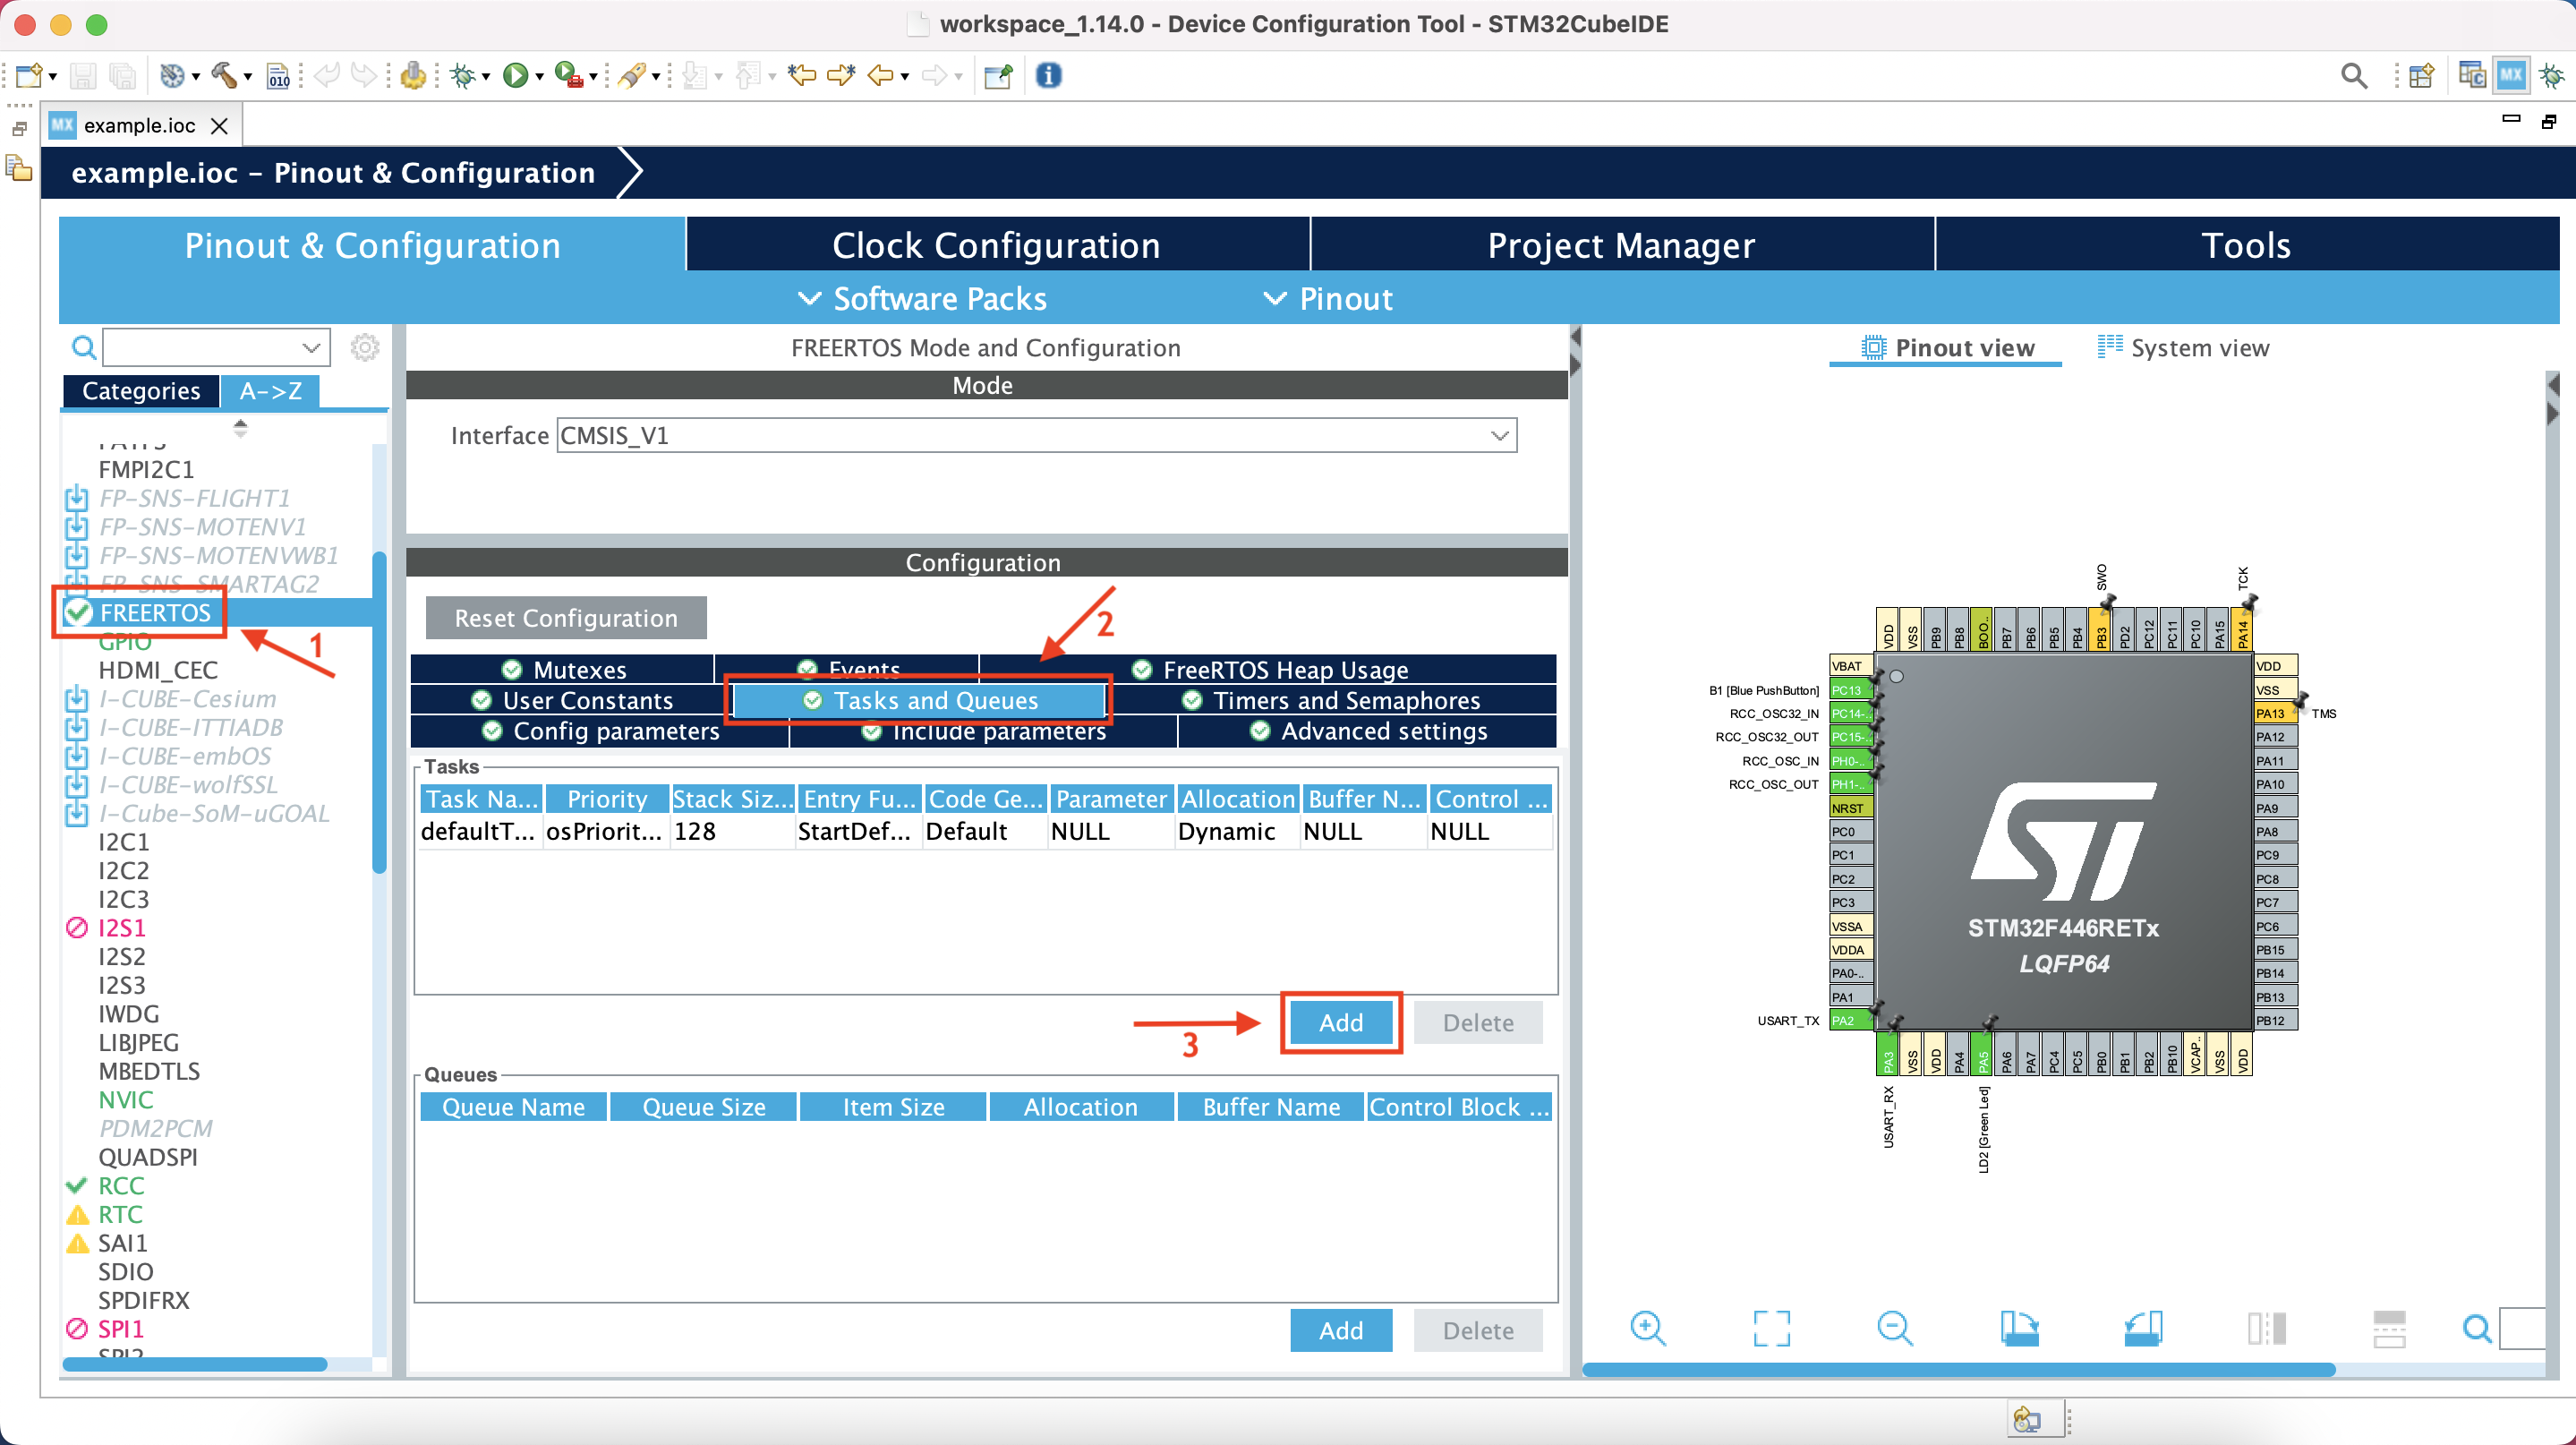 workspace_1.14.0 - Device Configuration Tool - STM32CubeIDE
010
MX
MX example.ioc
example.ioc – Pinout & Configuration
Pinout & Configuration
Clock Configuration
Project Manager
Tools
Software Packs
Pinout
FREERTOS Mode and Configuration
Pinout view
System view
Categories
A->Z
Mode
Interface CMSIS_V1
FMPI2C1
FP-SNS-FLIGHT1
FP-SNS-MOTENV1
FP-SNS-MOTENVWB1
FP-SNS-SMARTAG2
FREERTOS
GPIO
HDMI_CEC
I-CUBE-Cesium
I-CUBE-ITTIADB
I-CUBE-embOS
I-CUBE-wolfSSL
I-Cube-SoM-uGOAL
I2C1
I2C2
I2C3
I2S1
I2S2
I2S3
IWDG
LIBJPEG
MBEDTLS
NVIC
PDM2PCM
QUADSPI
RCC
RTC
SAI1
SDIO
SPDIFRX
SPI1
SPI2
1
Configuration
Reset Configuration
2
Mutexes
Events
FreeRTOS Heap Usage
User Constants
Tasks and Queues
Timers and Semaphores
Config parameters
Include parameters
Advanced settings
Tasks
Task Na... Priority Stack Siz... Entry Fu... Code Ge... Parameter Allocation Buffer N... Control ...
defaultT... osPriorit... 128 StartDef... Default NULL Dynamic NULL NULL
3
Add
Delete
Queues
Queue Name Queue Size Item Size Allocation Buffer Name Control Block ...
Add
Delete
SWO
TCK
VDD VSS PB9 PB8 BOO.. PB7 PB6 PB5 PB4 PB3 PD2 PC12 PC11 PC10 PA15 PA14
VBAT
B1 [Blue PushButton] PC13
RCC_OSC32_IN PC14-..
RCC_OSC32_OUT PC15-..
RCC_OSC_IN PH0-..
RCC_OSC_OUT PH1-..
NRST
PC0
PC1
PC2
PC3
VSSA
VDDA
PA0-..
PA1
USART_TX PA2
ST
STM32F446RETx
LQFP64
VDD
VSS
PA13 TMS
PA12
PA11
PA10
PA9
PA8
PC9
PC8
PC7
PC6
PB15
PB14
PB13
PB12
PA3 VSS VDD PA4 PA5 PA6 PA7 PC4 PC5 PB0 PB1 PB2 PB10 VCAP.. VSS VDD
USART_RX
LD2 [Green Led]